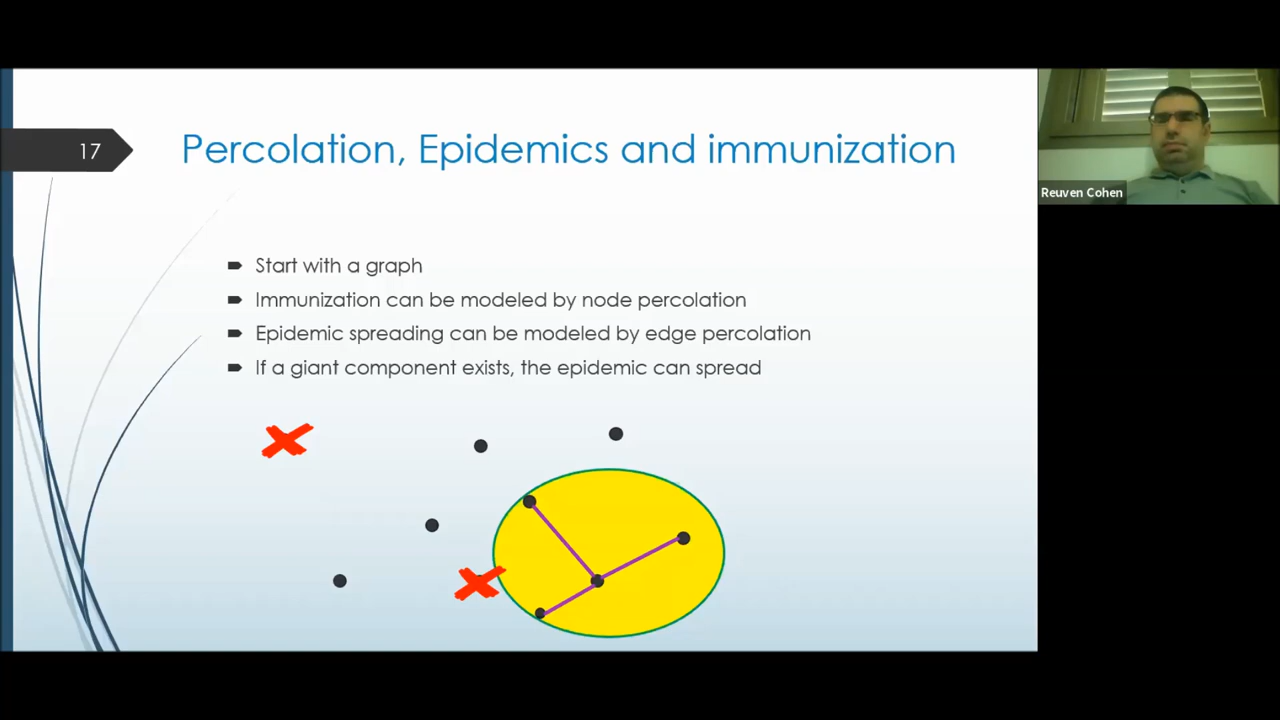 17
Percolation, Epidemics and immunization
Reuven Cohen
Start with a graph
Immunization can be modeled by node percolation
Epidemic spreading can be modeled by edge percolation
If a giant component exists, the epidemic can spread